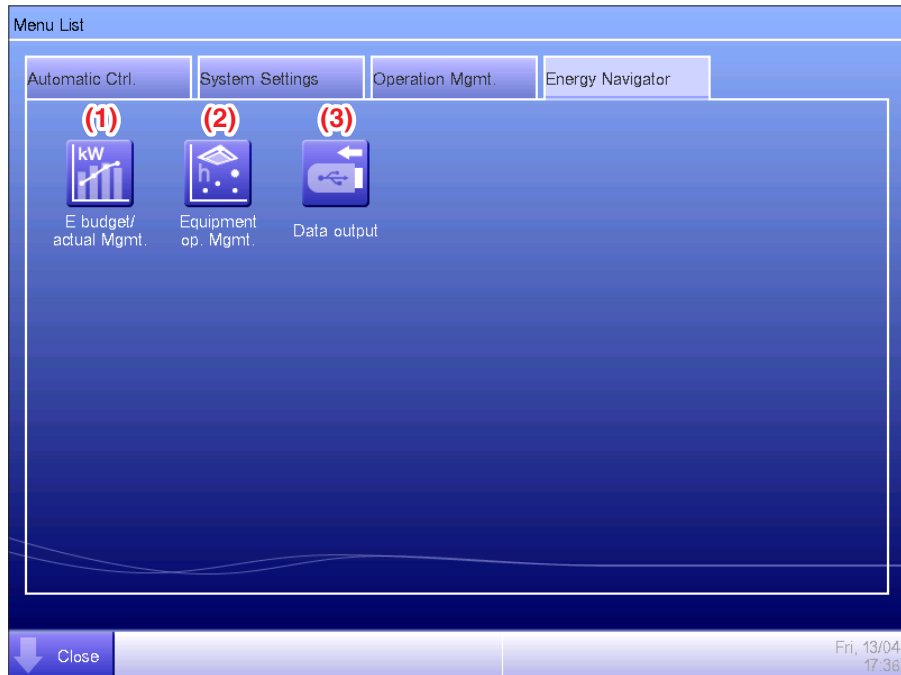 Menu List
Automatic Ctrl. System Settings Operation Mgmt. Energy Navigator
(1) (2) (3)
kW
h
E budget/
actual Mgmt.
Equipment
op. Mgmt.
Data output
Close
Fri, 13/04
17:36